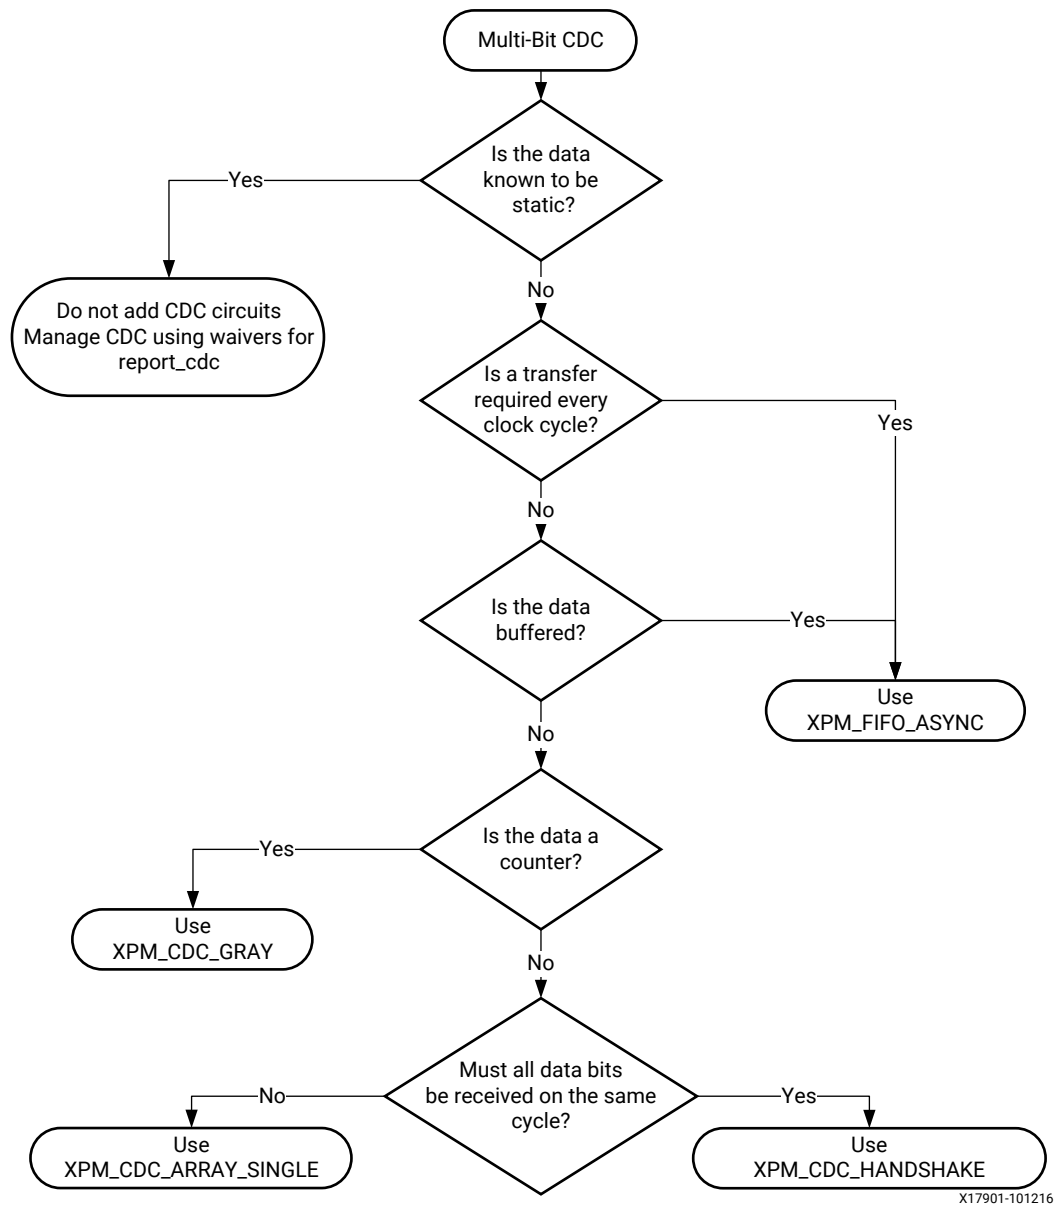 Multi-Bit CDC
Is the data
known to be
static?
Yes
Do not add CDC circuits
Manage CDC using waivers for
report_cdc
No
Is a transfer
required every
clock cycle?
Yes
No
Is the data
buffered?
Yes
Use
XPM_FIFO_ASYNC
No
Is the data a
counter?
Yes
Use
XPM_CDC_GRAY
No
Must all data bits
be received on the same
cycle?
No
Yes
Use
XPM_CDC_ARRAY_SINGLE
Use
XPM_CDC_HANDSHAKE
X17901-101216